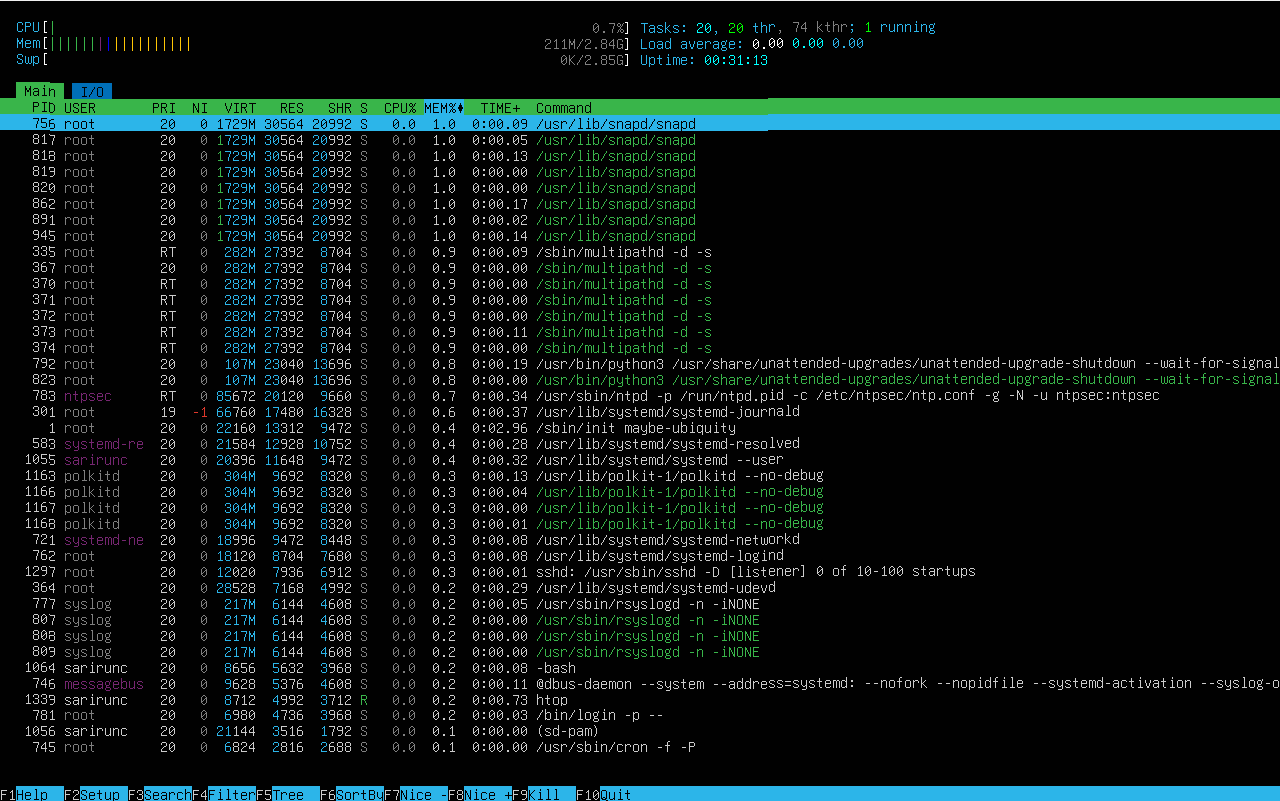 CPU[| 0.7%] Tasks: 20, 20 thr, 74 kthr; 1 running
Mem[|||||||||||||||||| 211M/2.84G] Load average: 0.00 0.00 0.00
Swp[ 0K/2.85G] Uptime: 00:31:13
Main I/O
PID USER PRI NI VIRT RES SHR S CPU% MEM% TIME+ Command
756 root 20 0 1729M 30564 20992 S 0.0 1.0 0:00.09 /usr/lib/snapd/snapd
817 root 20 0 1729M 30564 20992 S 0.0 1.0 0:00.05 /usr/lib/snapd/snapd
818 root 20 0 1729M 30564 20992 S 0.0 1.0 0:00.13 /usr/lib/snapd/snapd
819 root 20 0 1729M 30564 20992 S 0.0 1.0 0:00.00 /usr/lib/snapd/snapd
820 root 20 0 1729M 30564 20992 S 0.0 1.0 0:00.00 /usr/lib/snapd/snapd
862 root 20 0 1729M 30564 20992 S 0.0 1.0 0:00.17 /usr/lib/snapd/snapd
891 root 20 0 1729M 30564 20992 S 0.0 1.0 0:00.02 /usr/lib/snapd/snapd
945 root 20 0 1729M 30564 20992 S 0.0 1.0 0:00.14 /usr/lib/snapd/snapd
335 root RT 0 282M 27392 8704 S 0.0 0.9 0:00.09 /sbin/multipathd -d -s
367 root 20 0 282M 27392 8704 S 0.0 0.9 0:00.00 /sbin/multipathd -d -s
370 root RT 0 282M 27392 8704 S 0.0 0.9 0:00.00 /sbin/multipathd -d -s
371 root RT 0 282M 27392 8704 S 0.0 0.9 0:00.00 /sbin/multipathd -d -s
372 root RT 0 282M 27392 8704 S 0.0 0.9 0:00.00 /sbin/multipathd -d -s
373 root RT 0 282M 27392 8704 S 0.0 0.9 0:00.11 /sbin/multipathd -d -s
374 root RT 0 282M 27392 8704 S 0.0 0.9 0:00.00 /sbin/multipathd -d -s
792 root 20 0 107M 23040 13696 S 0.0 0.8 0:00.19 /usr/bin/python3 /usr/share/unattended-upgrades/unattended-upgrade-shutdown --wait-for-signal
823 root 20 0 107M 23040 13696 S 0.0 0.8 0:00.00 /usr/bin/python3 /usr/share/unattended-upgrades/unattended-upgrade-shutdown --wait-for-signal
783 ntpsec RT 0 85672 20120 9660 S 0.0 0.7 0:00.34 /usr/sbin/ntpd -p /run/ntpd.pid -c /etc/ntpsec/ntp.conf -g -N -u ntpsec:ntpsec
301 root 19 -1 66760 17480 16328 S 0.0 0.6 0:00.37 /usr/lib/systemd/systemd-journald
1 root 20 0 22160 13312 9472 S 0.0 0.4 0:02.96 /sbin/init maybe-ubiquity
583 systemd-re 20 0 21584 12928 10752 S 0.0 0.4 0:00.28 /usr/lib/systemd/systemd-resolved
1055 sarirunc 20 0 20396 11648 9472 S 0.0 0.4 0:00.32 /usr/lib/systemd/systemd --user
1163 polkitd 20 0 304M 9692 8320 S 0.0 0.3 0:00.13 /usr/lib/polkit-1/polkitd --no-debug
1166 polkitd 20 0 304M 9692 8320 S 0.0 0.3 0:00.04 /usr/lib/polkit-1/polkitd --no-debug
1167 polkitd 20 0 304M 9692 8320 S 0.0 0.3 0:00.00 /usr/lib/polkit-1/polkitd --no-debug
1168 polkitd 20 0 304M 9692 8320 S 0.0 0.3 0:00.01 /usr/lib/polkit-1/polkitd --no-debug
721 systemd-ne 20 0 18996 9472 8448 S 0.0 0.3 0:00.08 /usr/lib/systemd/systemd-networkd
762 root 20 0 18120 8704 7680 S 0.0 0.3 0:00.08 /usr/lib/systemd/systemd-logind
1297 root 20 0 12020 7936 6912 S 0.0 0.3 0:00.01 sshd: /usr/sbin/sshd -D [listener] 0 of 10-100 startups
364 root 20 0 28528 7168 4992 S 0.0 0.2 0:00.29 /usr/lib/systemd/systemd-udevd
777 syslog 20 0 217M 6144 4608 S 0.0 0.2 0:00.05 /usr/sbin/rsyslogd -n -iNONE
807 syslog 20 0 217M 6144 4608 S 0.0 0.2 0:00.00 /usr/sbin/rsyslogd -n -iNONE
808 syslog 20 0 217M 6144 4608 S 0.0 0.2 0:00.00 /usr/sbin/rsyslogd -n -iNONE
809 syslog 20 0 217M 6144 4608 S 0.0 0.2 0:00.00 /usr/sbin/rsyslogd -n -iNONE
1064 sarirunc 20 0 8656 5632 3968 S 0.0 0.2 0:00.08 -bash
746 messagebus 20 0 9628 5376 4608 S 0.0 0.2 0:00.11 @dbus-daemon --system --address=systemd: --nofork --nopidfile --systemd-activation --syslog-o
1339 sarirunc 20 0 8712 4992 3712 R 0.0 0.2 0:00.73 htop
781 root 20 0 6980 4736 3968 S 0.0 0.2 0:00.03 /bin/login -p --
1056 sarirunc 20 0 21144 3516 1792 S 0.0 0.1 0:00.00 (sd-pam)
745 root 20 0 6824 2816 2688 S 0.0 0.1 0:00.00 /usr/sbin/cron -f -P
F1Help F2Setup F3SearchF4FilterF5Tree F6SortByF7Nice -F8Nice +F9Kill F10Quit